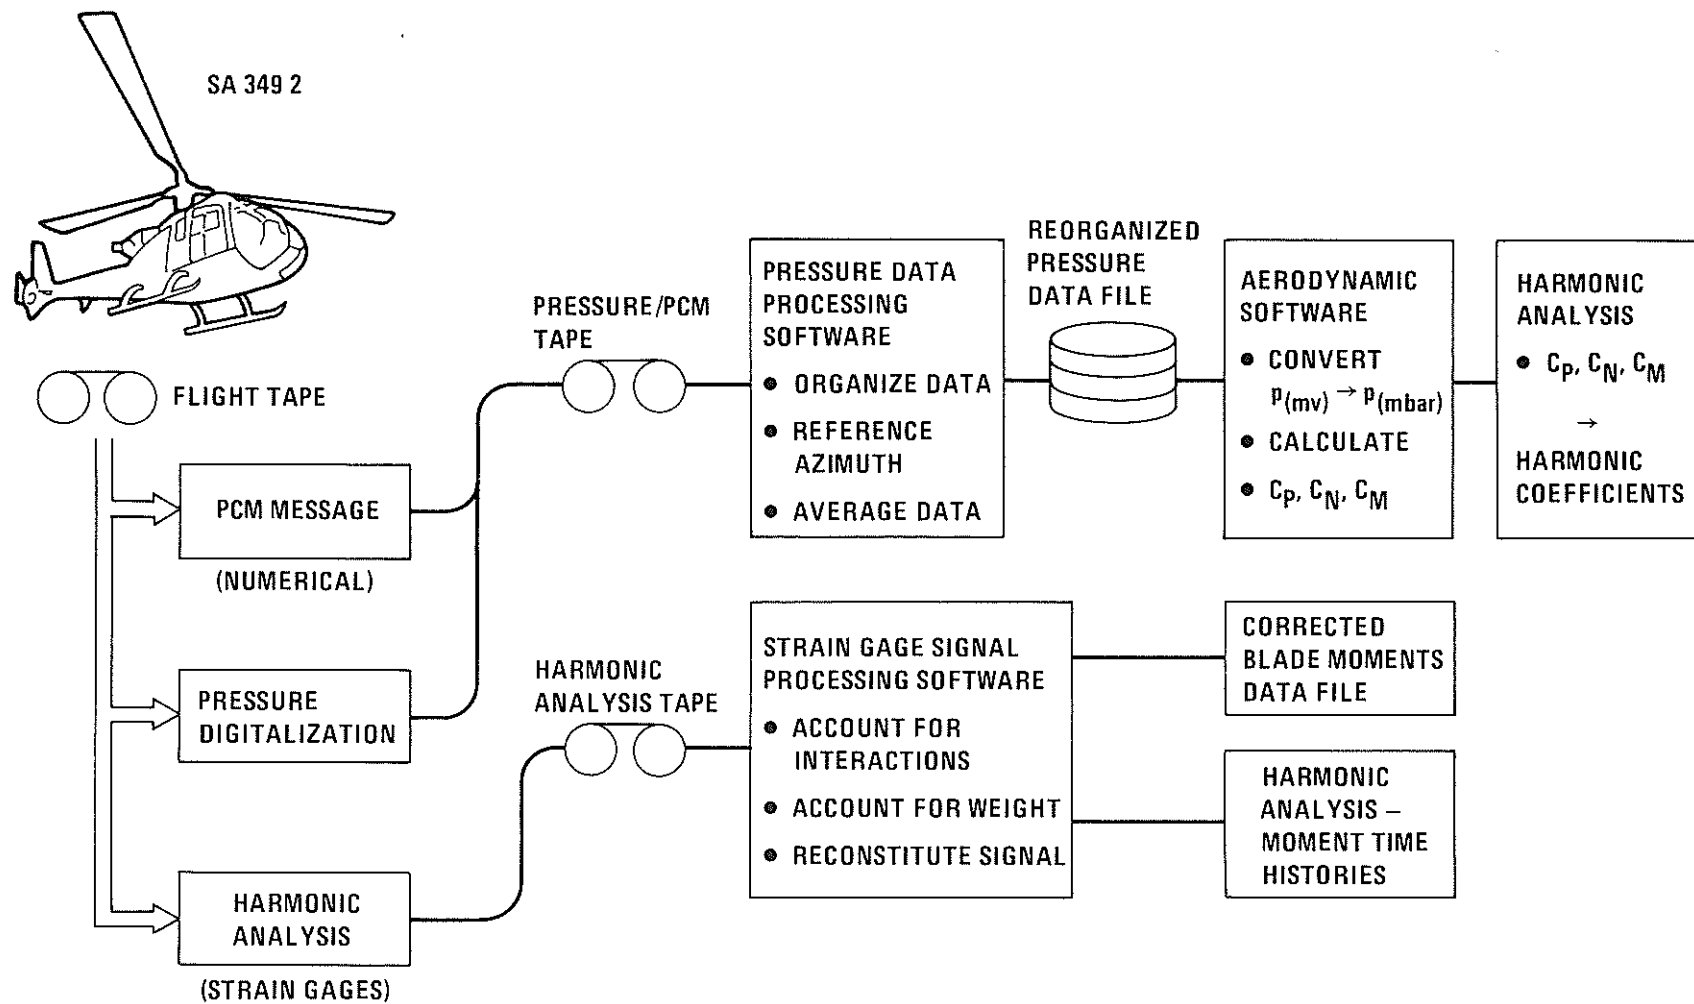 SA 349 2
FLIGHT TAPE
PCM MESSAGE
(NUMERICAL)
PRESSURE
DIGITALIZATION
HARMONIC
ANALYSIS
(STRAIN GAGES)
PRESSURE/PCM
TAPE
PRESSURE DATA
PROCESSING
SOFTWARE
• ORGANIZE DATA
• REFERENCE
AZIMUTH
• AVERAGE DATA
REORGANIZED
PRESSURE
DATA FILE
AERODYNAMIC
SOFTWARE
• CONVERT
p(mv) → p(mbar)
• CALCULATE
• CP, CN, CM
HARMONIC
ANALYSIS
• CP, CN, CM
→
HARMONIC
COEFFICIENTS
HARMONIC
ANALYSIS TAPE
STRAIN GAGE SIGNAL
PROCESSING SOFTWARE
• ACCOUNT FOR
INTERACTIONS
• ACCOUNT FOR WEIGHT
• RECONSTITUTE SIGNAL
CORRECTED
BLADE MOMENTS
DATA FILE
HARMONIC
ANALYSIS –
MOMENT TIME
HISTORIES